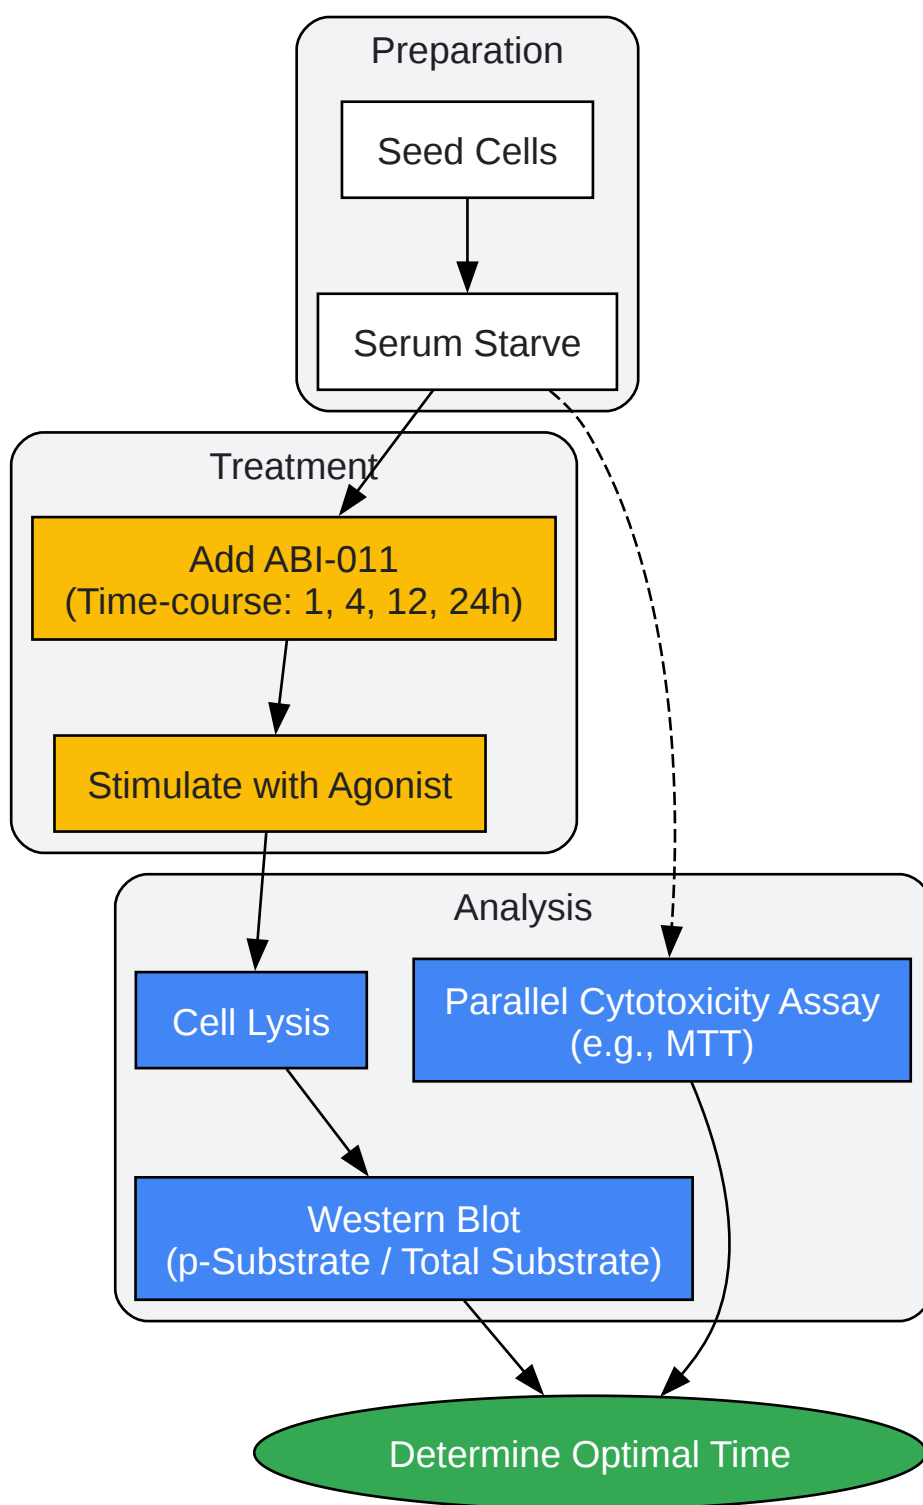 Preparation
Seed Cells
Serum Starve
Treatment
Add ABI-011
(Time-course: 1, 4, 12, 24h)
Stimulate with Agonist
Analysis
Cell Lysis
Parallel Cytotoxicity Assay
(e.g., MTT)
Western Blot
(p-Substrate / Total Substrate)
Determine Optimal Time